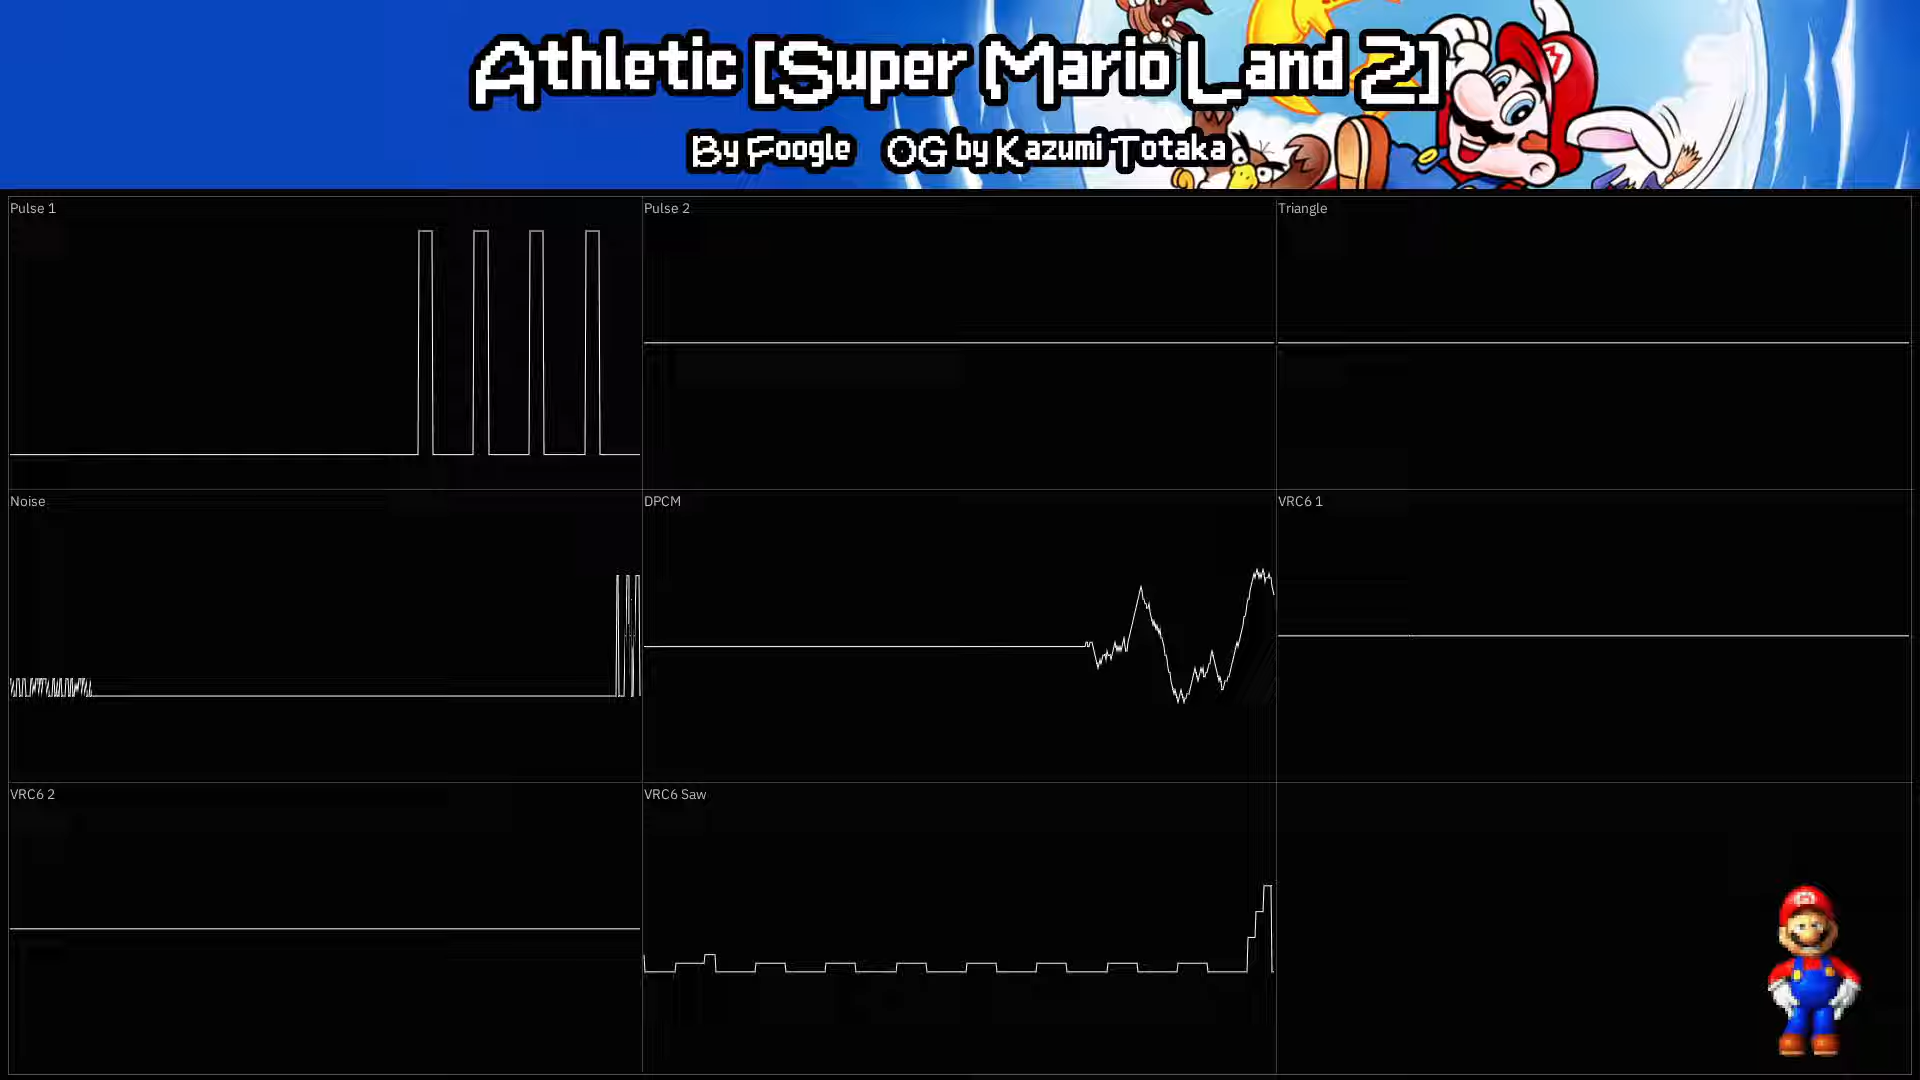 Athletic [Super Mario Land 2]
By Foogle OG by Kazumi Totaka
Pulse 1
Pulse 2
Triangle
Noise
DPCM
VRC6 1
VRC6 2
VRC6 Saw